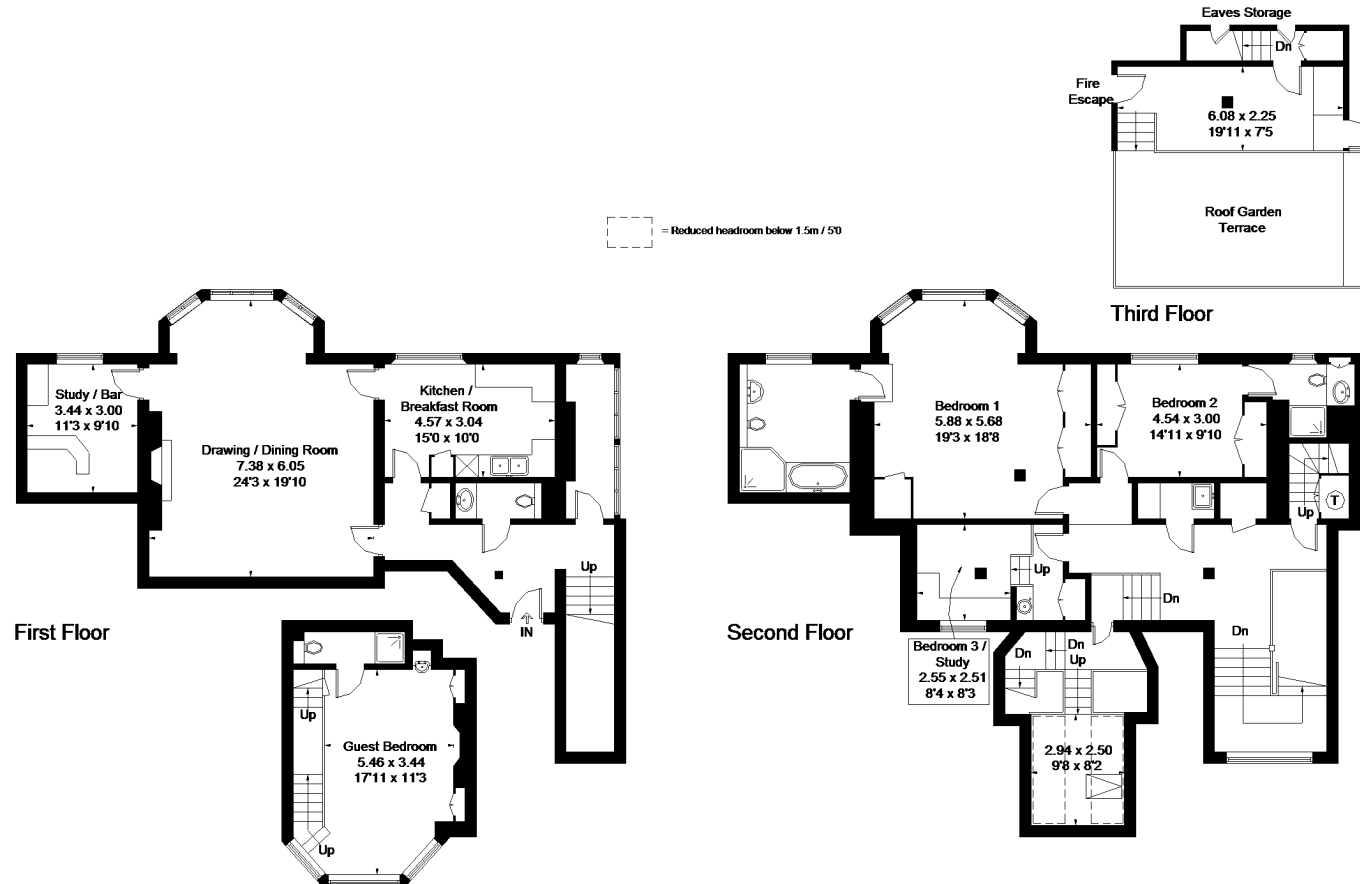 Eaves Storage
Dn
Fire
Escape
6.08 x 2.25
19'11 x 7'5
Roof Garden
Terrace
Third Floor
= Reduced headroom below 1.5m / 5'0
Study / Bar
3.44 x 3.00
11'3 x 9'10
Drawing / Dining Room
7.38 x 6.05
24'3 x 19'10
Kitchen /
Breakfast Room
4.57 x 3.04
15'0 x 10'0
Up
IN
First Floor
Up
Guest Bedroom
5.46 x 3.44
17'11 x 11'3
Up
Bedroom 1
5.88 x 5.68
19'3 x 18'8
Bedroom 2
4.54 x 3.00
14'11 x 9'10
T
Up
Up
Dn
Dn
Second Floor
Bedroom 3 /
Study
2.55 x 2.51
8'4 x 8'3
Dn
Dn
Up
2.94 x 2.50
9'8 x 8'2